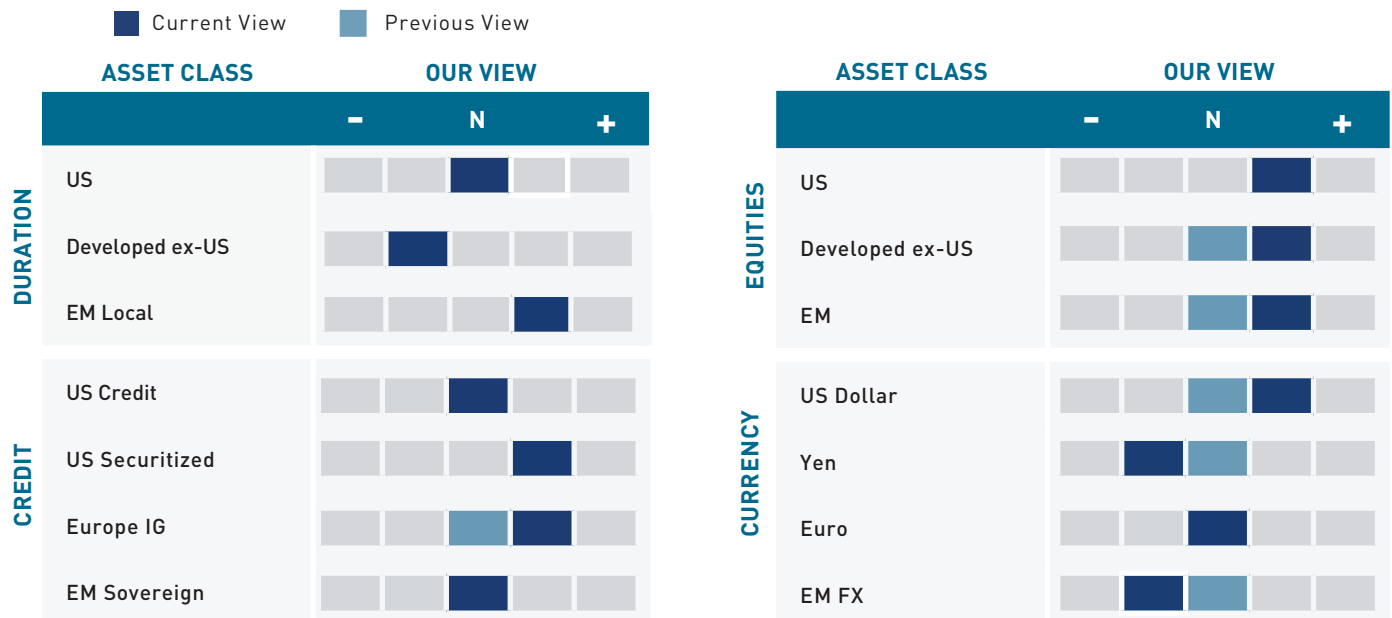 Current View Previous View
ASSET CLASS OUR VIEW
- N +
DURATION
US
Developed ex-US
EM Local
CREDIT
US Credit
US Securitized
Europe IG
EM Sovereign
ASSET CLASS OUR VIEW
- N +
EQUITIES
US
Developed ex-US
EM
CURRENCY
US Dollar
Yen
Euro
EM FX